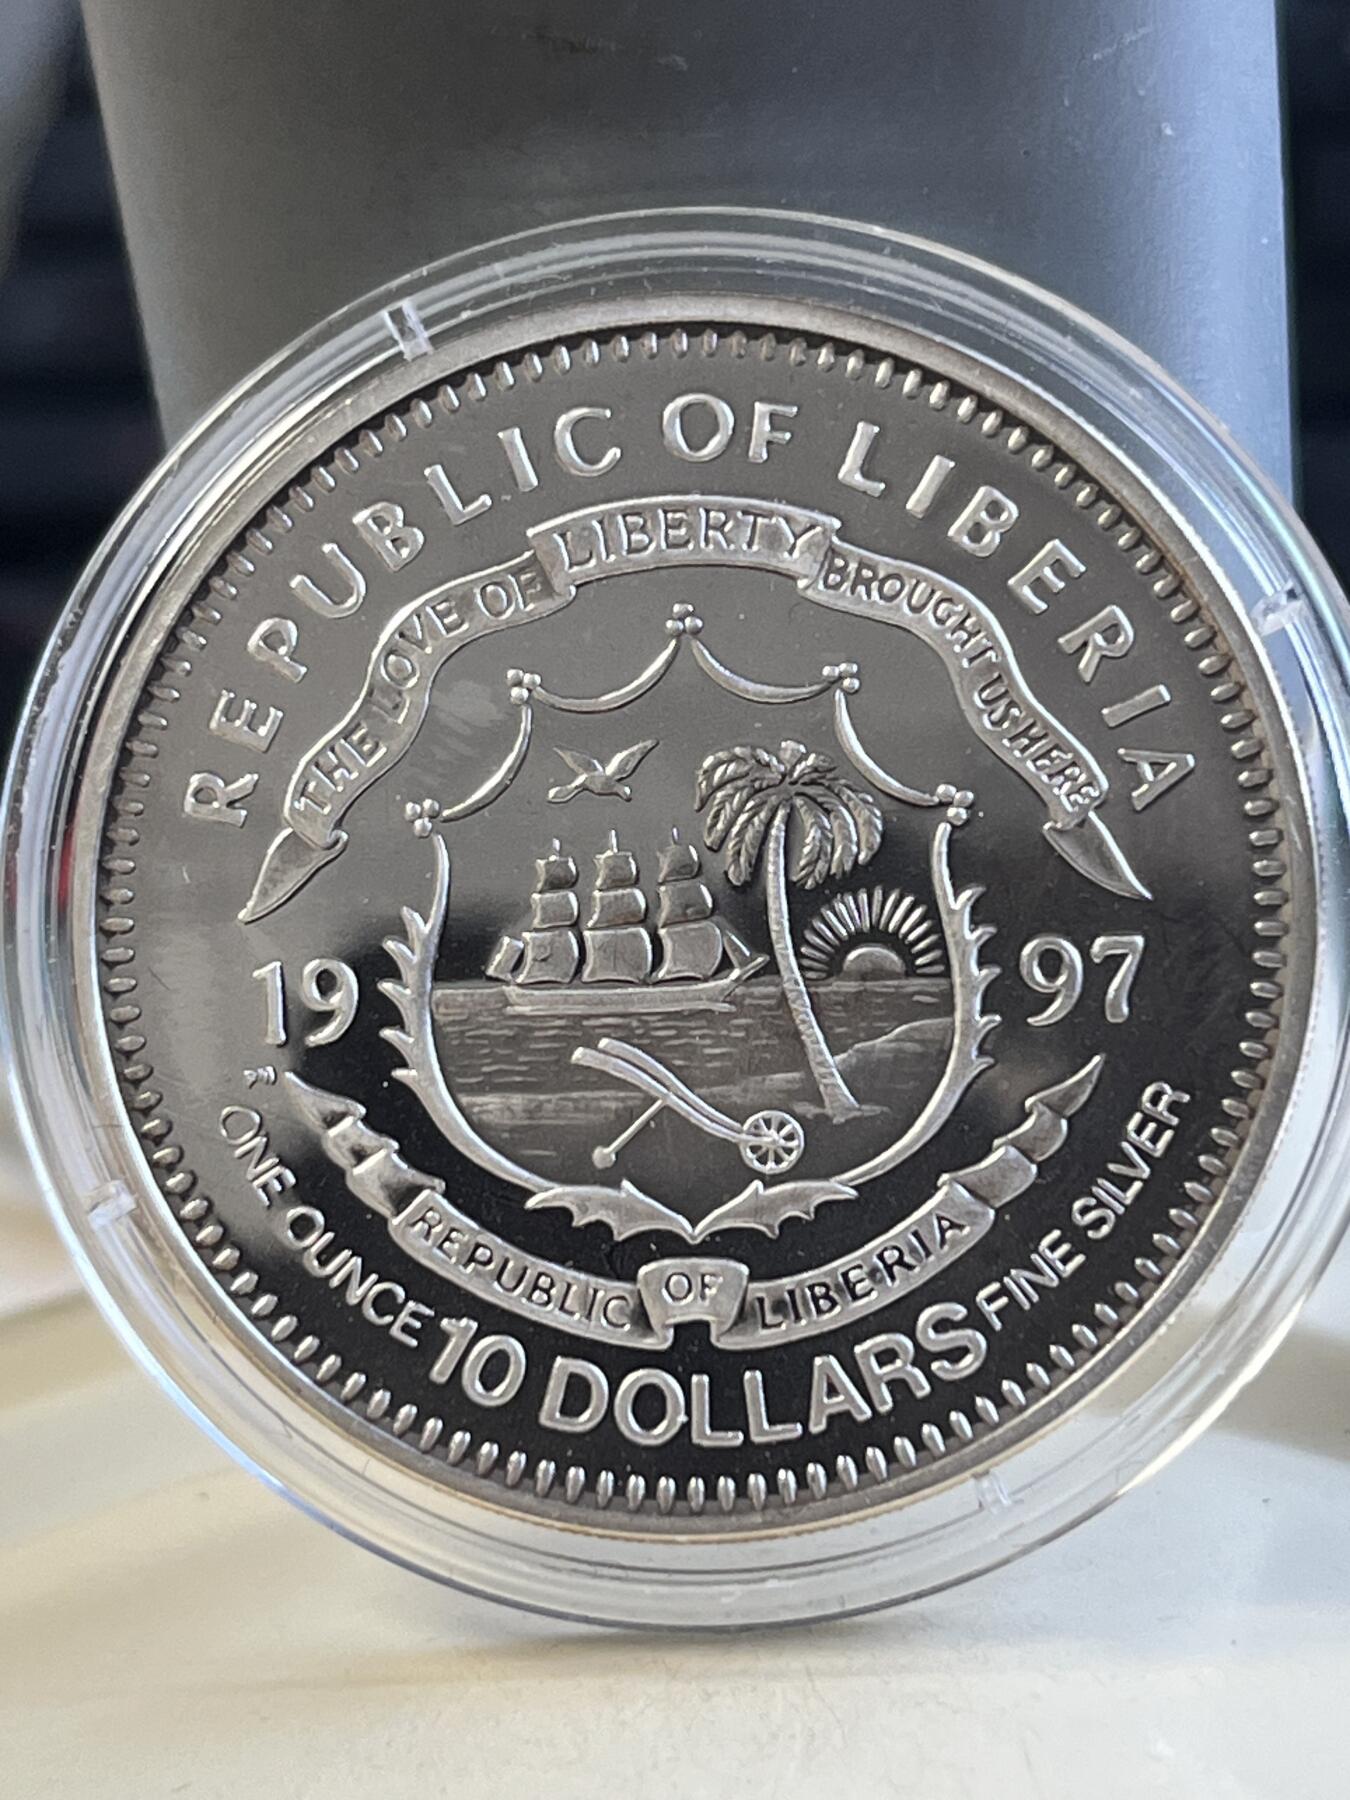 REPUBLIC OF LIBERIA
THE LOVE OF LIBERTY BROUGHT US HERE
19 97
REPUBLIC OF LIBERIA
ONE OUNCE 10 DOLLARS FINE SILVER